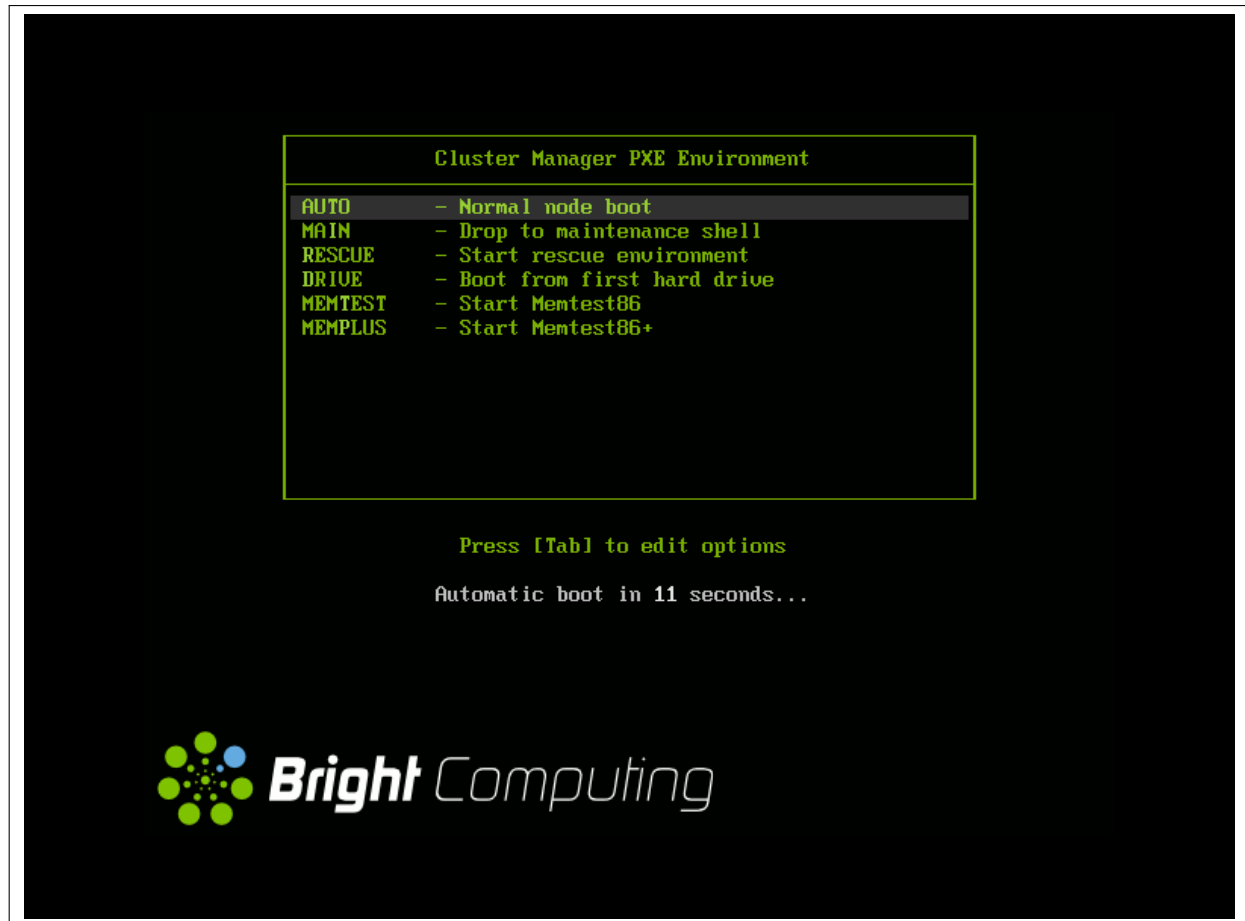 Cluster Manager PXE Environment
AUTO - Normal node boot
MAIN - Drop to maintenance shell
RESCUE - Start rescue environment
DRIVE - Boot from first hard drive
MEMTEST - Start Memtest86
MEMPLUS - Start Memtest86+
Press [Tab] to edit options
Automatic boot in 11 seconds...
Bright Computing